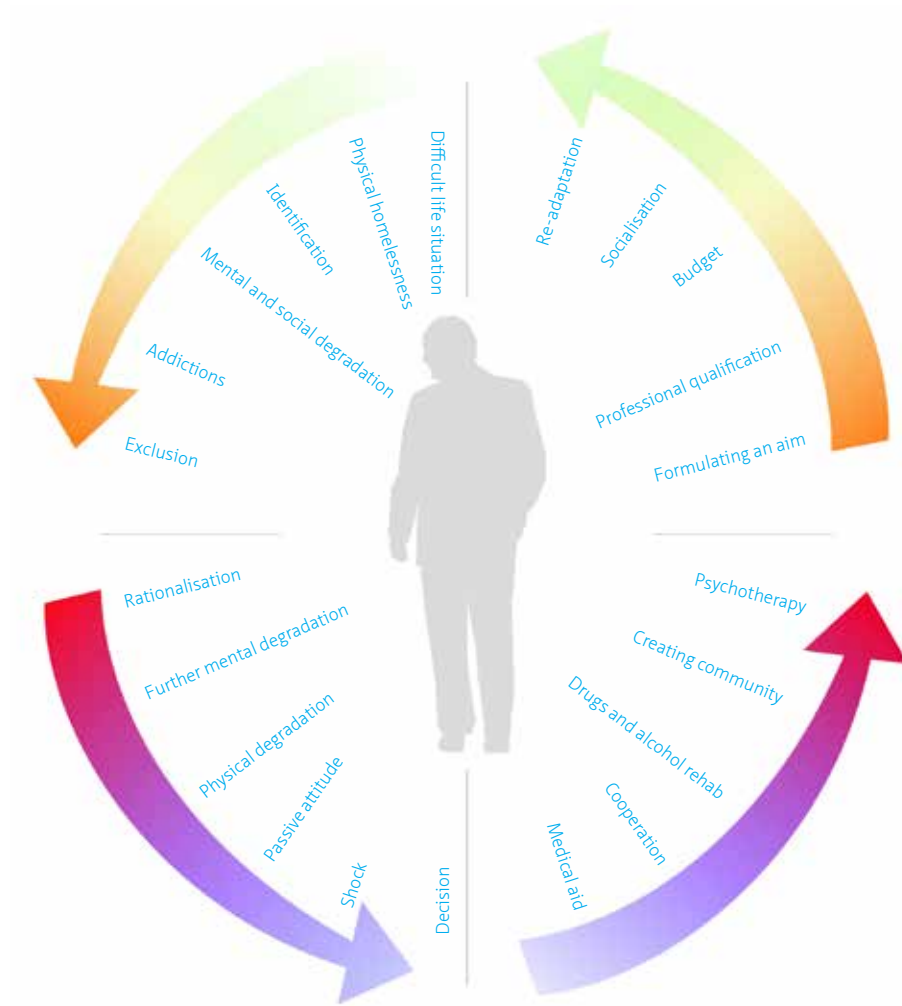 Difficult life situation
Physical homelessness
Identification
Mental and social degradation
Addictions
Exclusion
Rationalisation
Further mental degradation
Physical degradation
Passive attitude
Shock
Decision
Medical aid
Cooperation
Drugs and alcohol rehab
Creating community
Psychotherapy
Formulating an aim
Professional qualification
Budget
Socialisation
Re-adaptation